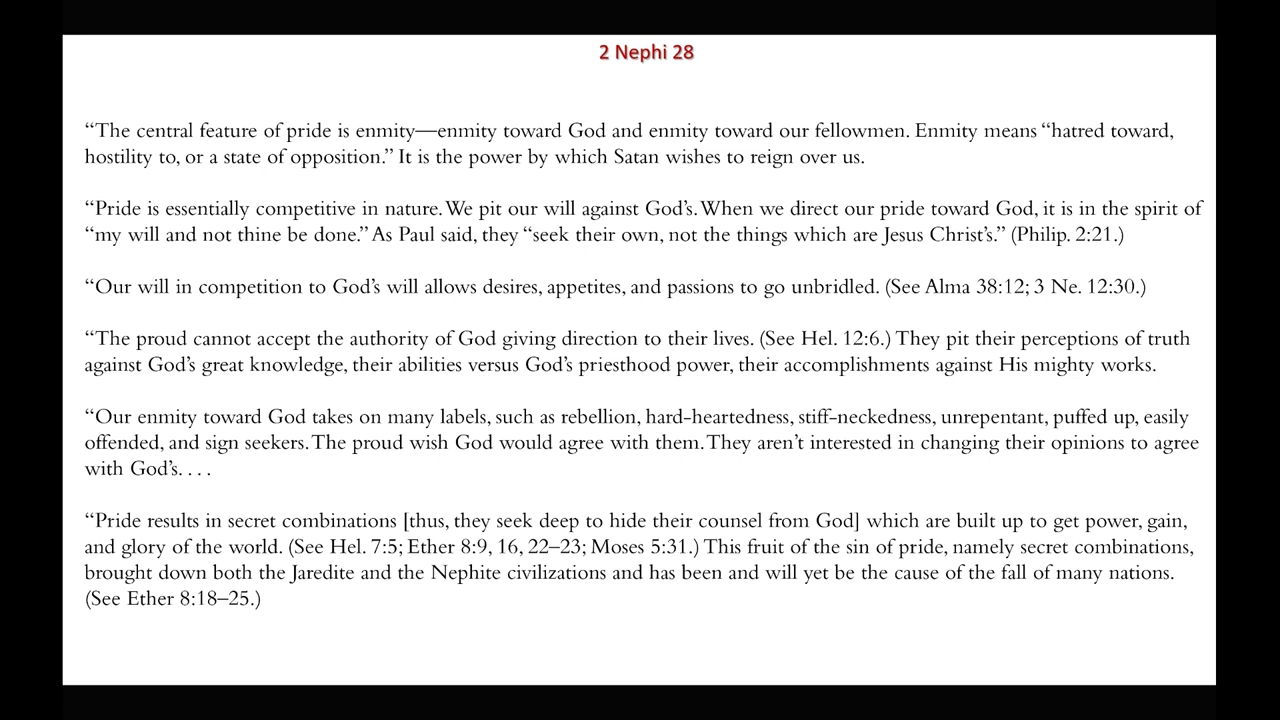 2 Nephi 28
“The central feature of pride is enmity—enmity toward God and enmity toward our fellowmen. Enmity means “hatred toward,
hostility to, or a state of opposition.” It is the power by which Satan wishes to reign over us.
“Pride is essentially competitive in nature. We pit our will against God’s. When we direct our pride toward God, it is in the spirit of
“my will and not thine be done.” As Paul said, they “seek their own, not the things which are Jesus Christ’s.” (Philip. 2:21.)
“Our will in competition to God’s will allows desires, appetites, and passions to go unbridled. (See Alma 38:12; 3 Ne. 12:30.)
“The proud cannot accept the authority of God giving direction to their lives. (See Hel. 12:6.) They pit their perceptions of truth
against God’s great knowledge, their abilities versus God’s priesthood power, their accomplishments against His mighty works.
“Our enmity toward God takes on many labels, such as rebellion, hard-heartedness, stiff-neckedness, unrepentant, puffed up, easily
offended, and sign seekers. The proud wish God would agree with them. They aren’t interested in changing their opinions to agree
with God’s. . . .
“Pride results in secret combinations [thus, they seek deep to hide their counsel from God] which are built up to get power, gain,
and glory of the world. (See Hel. 7:5; Ether 8:9, 16, 22–23; Moses 5:31.) This fruit of the sin of pride, namely secret combinations,
brought down both the Jaredite and the Nephite civilizations and has been and will yet be the cause of the fall of many nations.
(See Ether 8:18–25.)